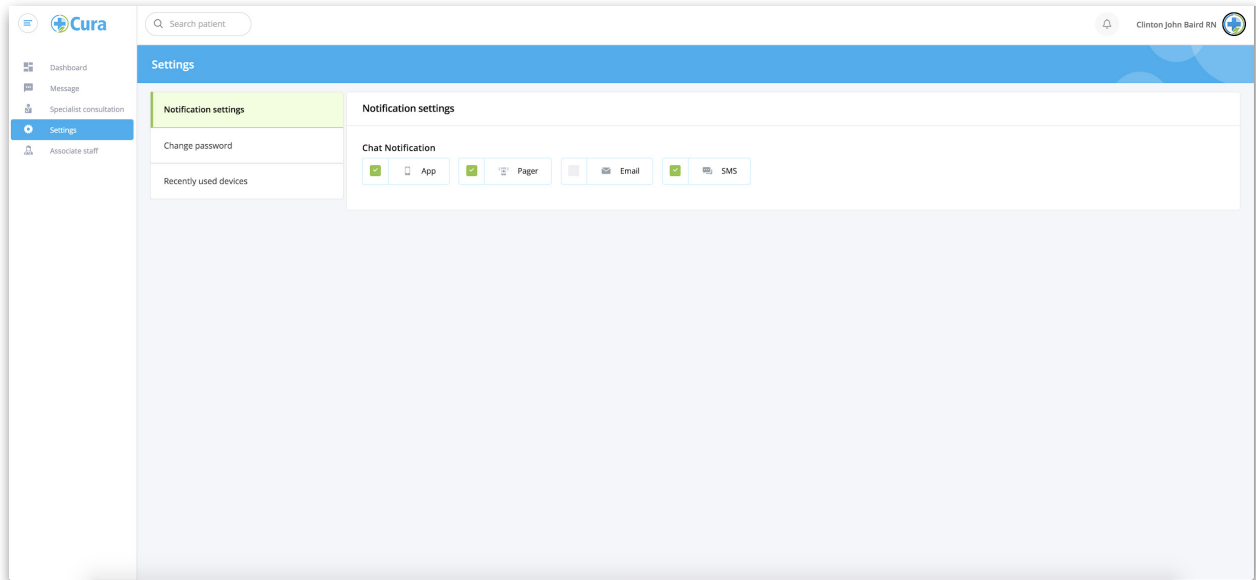 Cura
Search patient
Clinton John Baird RN
Dashboard
Message
Specialist consultation
Settings
Associate staff
Settings
Notification settings
Change password
Recently used devices
Notification settings
Chat Notification
App Pager Email SMS